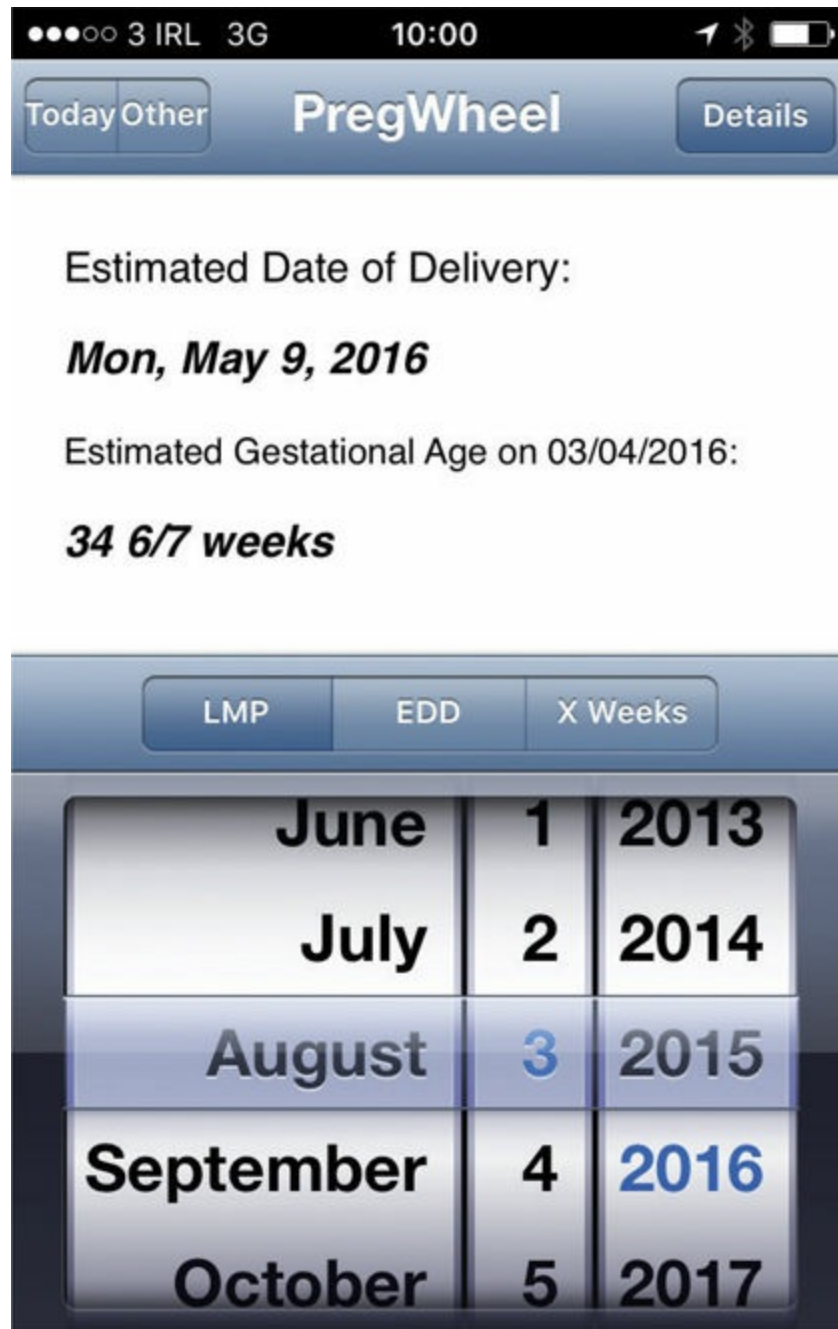 3 IRL 3G 10:00
Today Other PregWheel Details
Estimated Date of Delivery:
Mon, May 9, 2016
Estimated Gestational Age on 03/04/2016:
34 6/7 weeks
LMP EDD X Weeks
June 1 2013
July 2 2014
August 3 2015
September 4 2016
October 5 2017